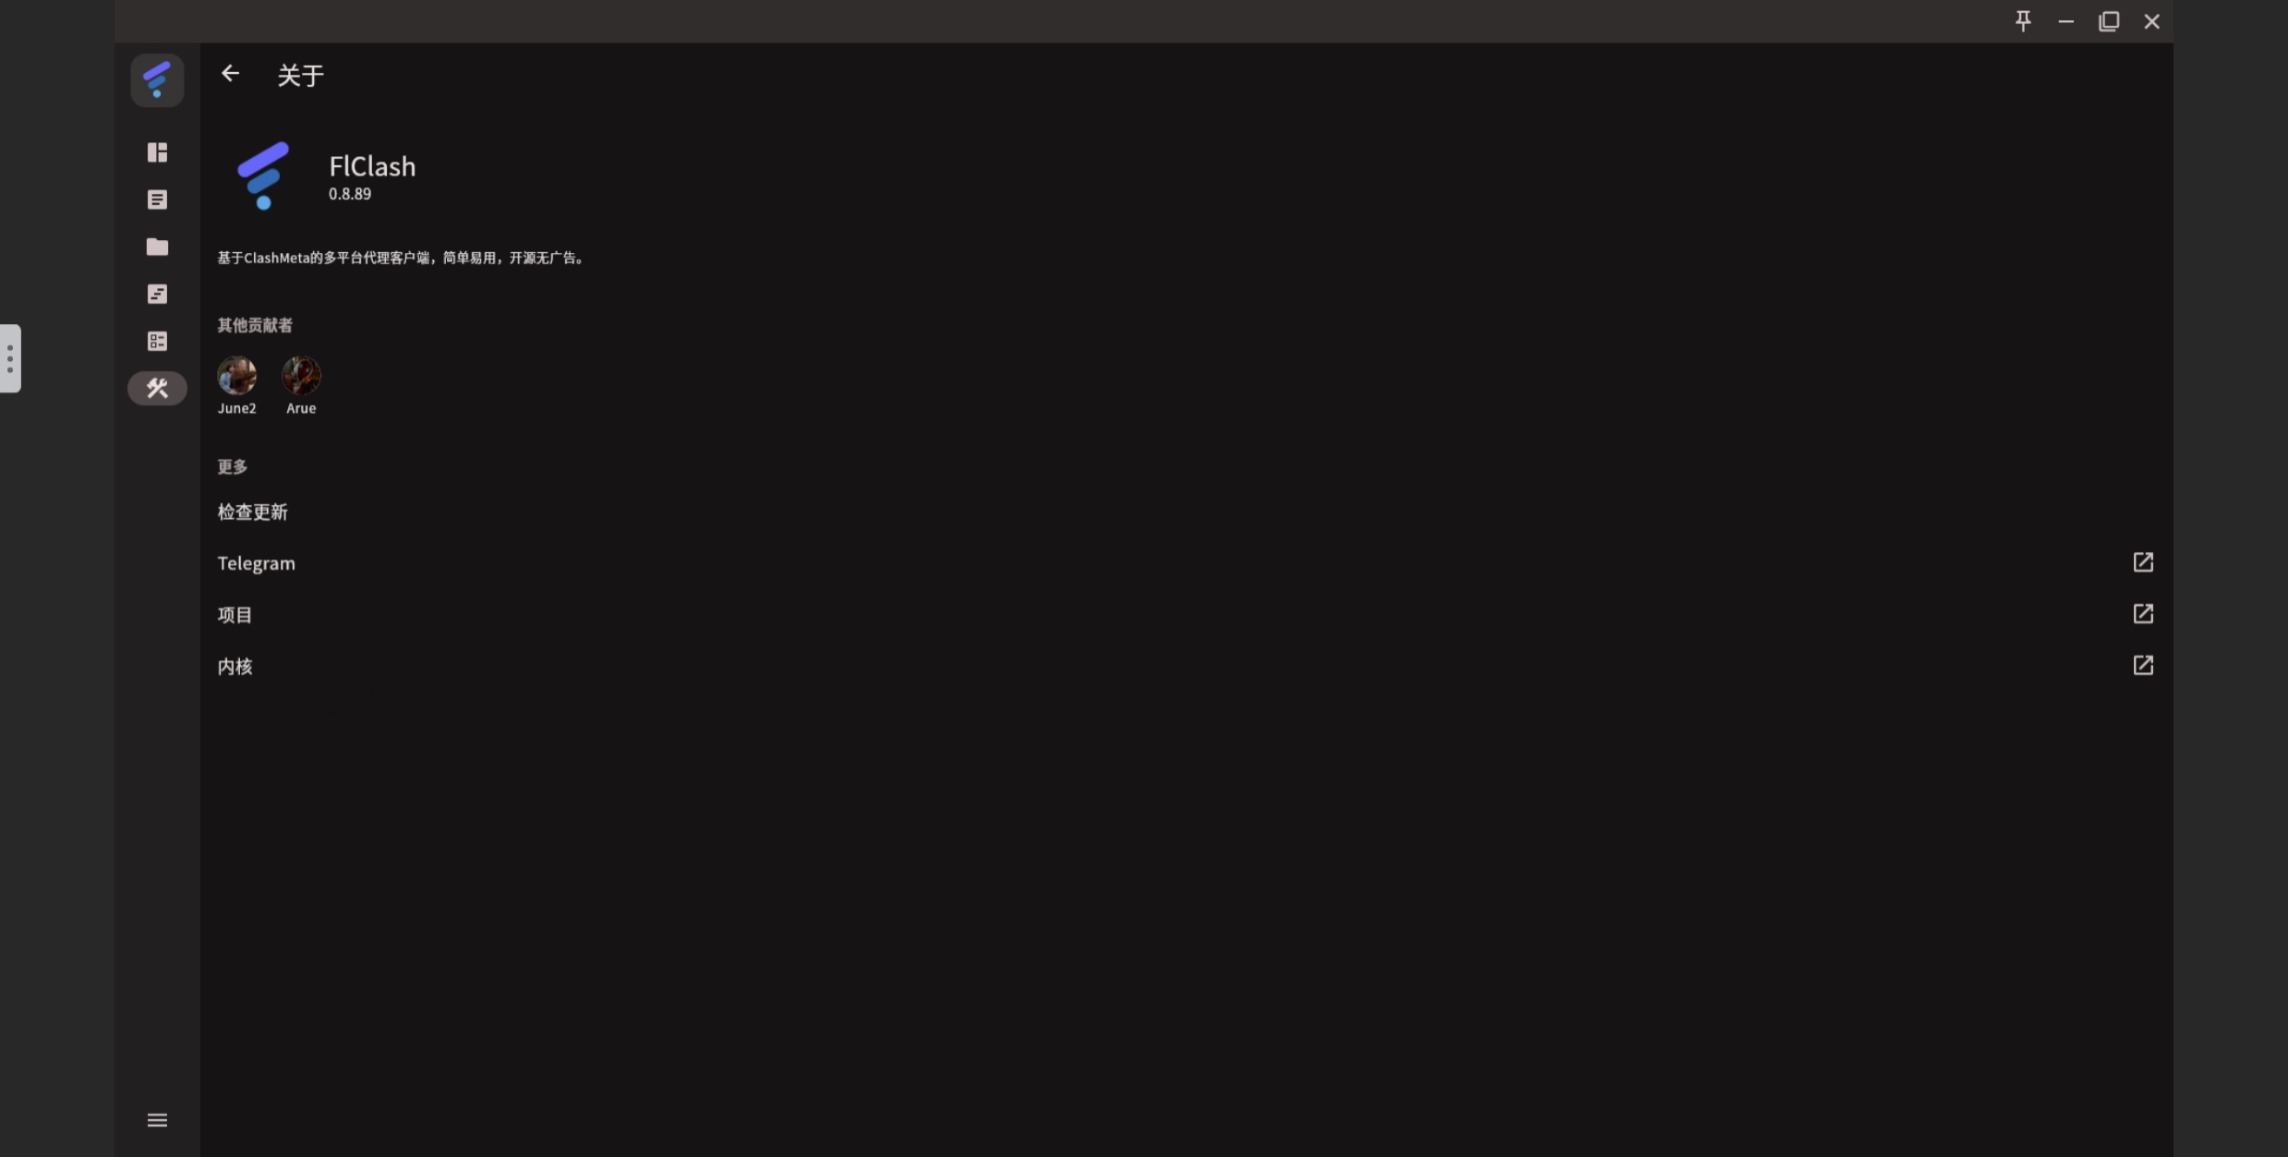 关于
FlClash
0.8.89
基于ClashMeta的多平台代理客户端，简单易用，开源无广告。
其他贡献者
June2
Arue
更多
检查更新
Telegram
项目
内核